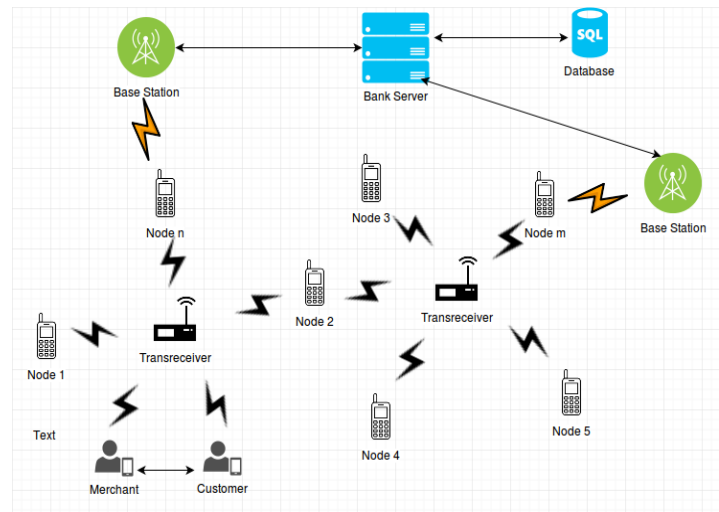 SQL
Base Station
Bank Server
Database
Node n
Node 3
Node m
Base Station
Node 2
Transreceiver
Node 1
Transreceiver
Text
Node 4
Node 5
Merchant
Customer